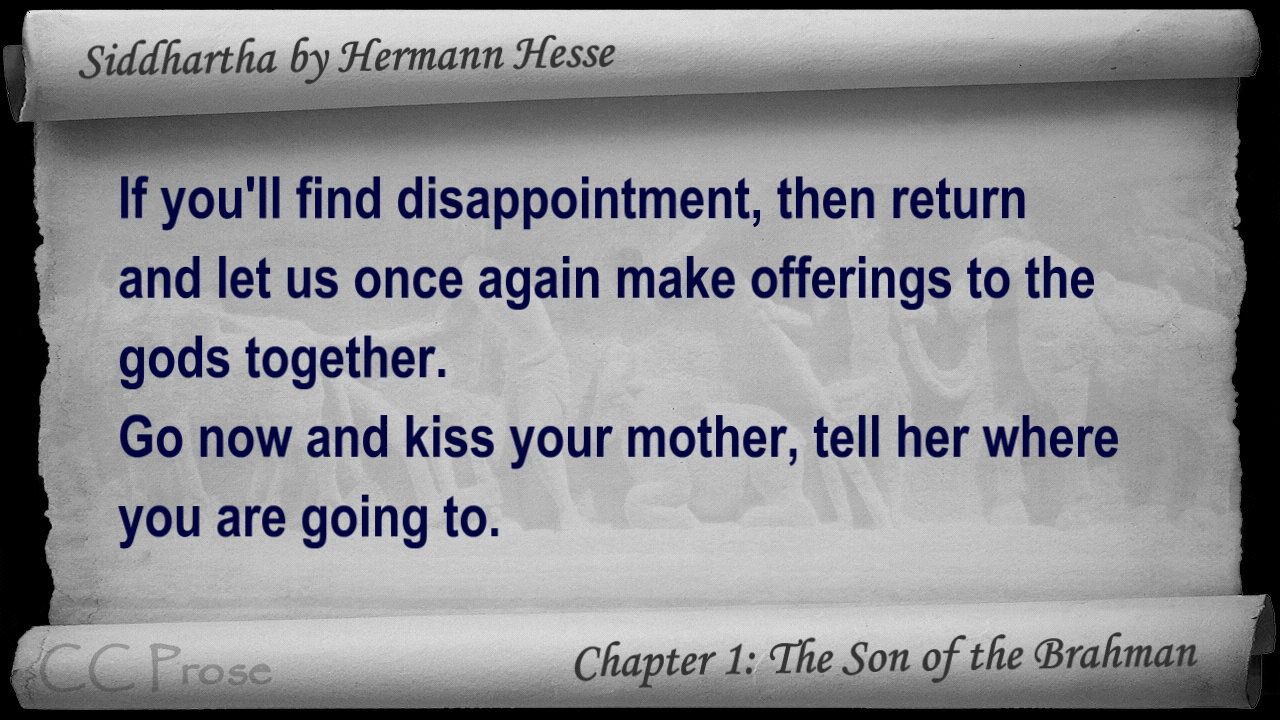 Siddhartha by Hermann Hesse
If you'll find disappointment, then return
and let us once again make offerings to the
gods together.
Go now and kiss your mother, tell her where
you are going to.
CC Prose
Chapter 1: The Son of the Brahman